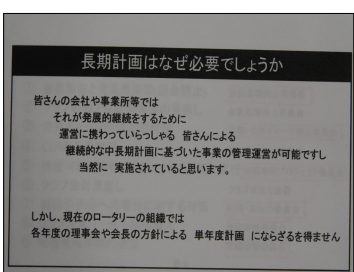 長期計画はなぜ必要でしょうか
皆さんの会社や事業所等では
それが発展的継続をするために
運営に携わっていらっしゃる 皆さんによる
継続的な中長期計画に基づいた事業の管理運営が可能ですし
当然に 実施されていると思います。
しかし、現在のロータリーの組織では
各年度の理事会や会長の方針による 単年度計画 にならざるを得ません